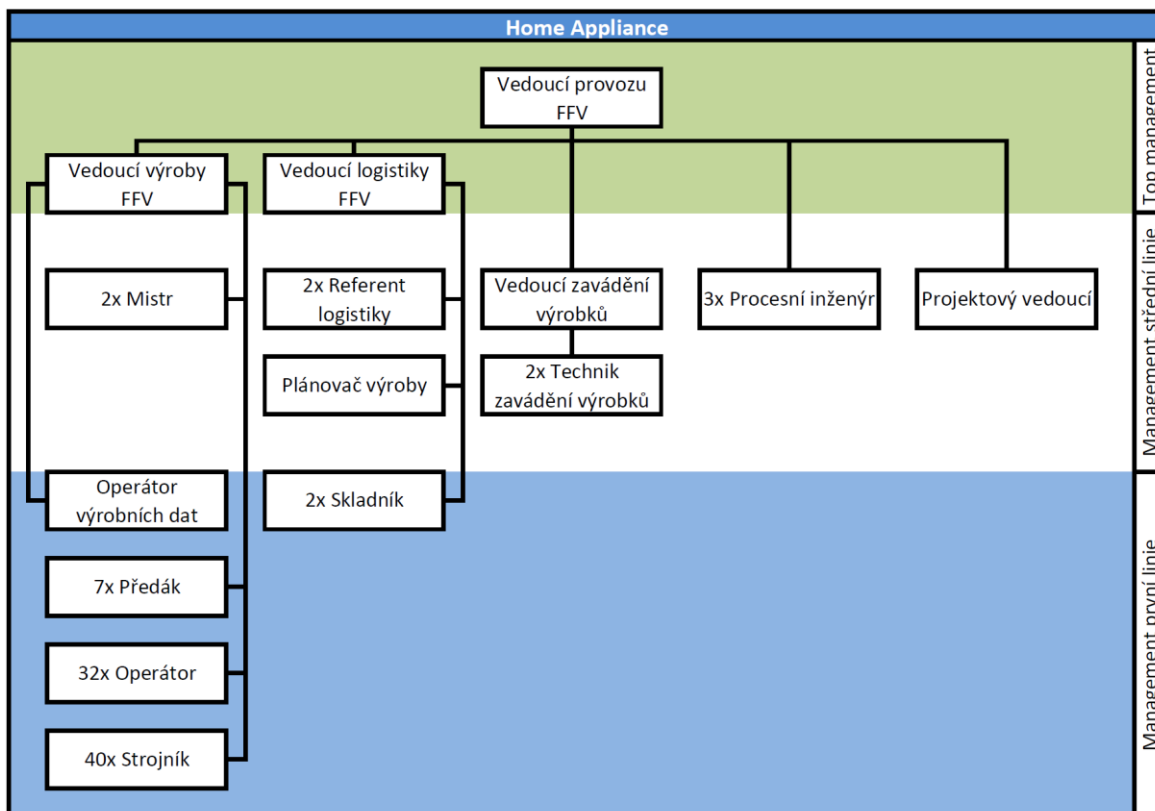 Home Appliance
Vedoucí provozu
FFV
Vedoucí výroby
FFV
Vedoucí logistiky
FFV
Top management
2x Mistr
2x Referent
logistiky
Vedoucí zavádění
výrobků
3x Procesní inženýr
Projektový vedoucí
Plánovač výroby
2x Technik
zavádění výrobků
Management střední linie
Operátor
výrobních dat
2x Skladník
7x Předák
32x Operátor
40x Strojník
Management první linie